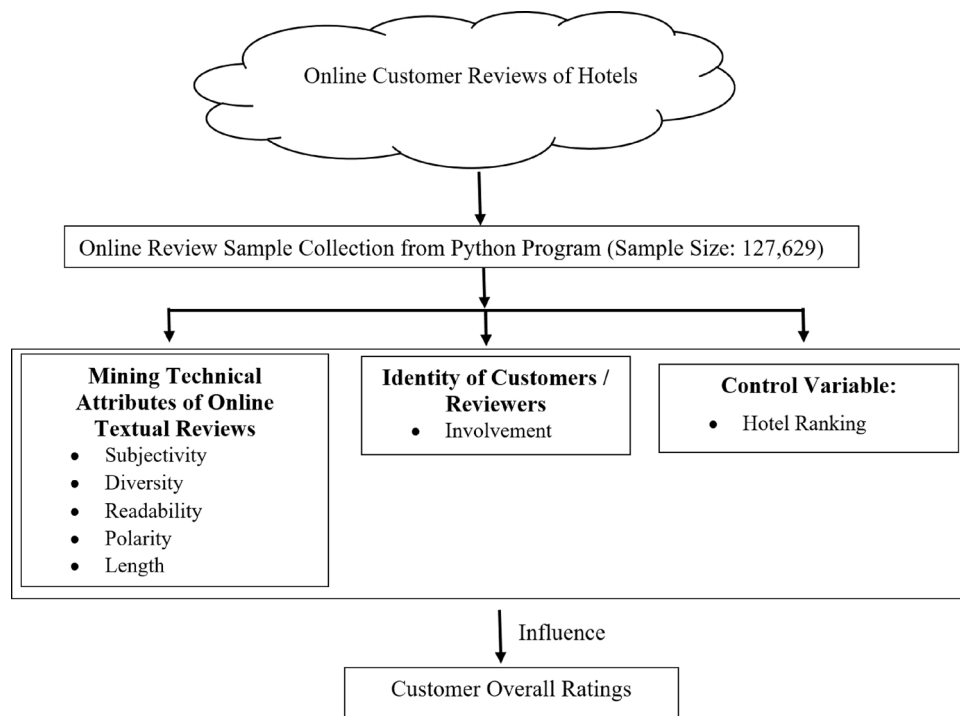 Online Customer Reviews of Hotels
Online Review Sample Collection from Python Program (Sample Size: 127,629)
Mining Technical
Attributes of Online
Textual Reviews
• Subjectivity
• Diversity
• Readability
• Polarity
• Length
Identity of Customers /
Reviewers
• Involvement
Control Variable:
• Hotel Ranking
Influence
Customer Overall Ratings